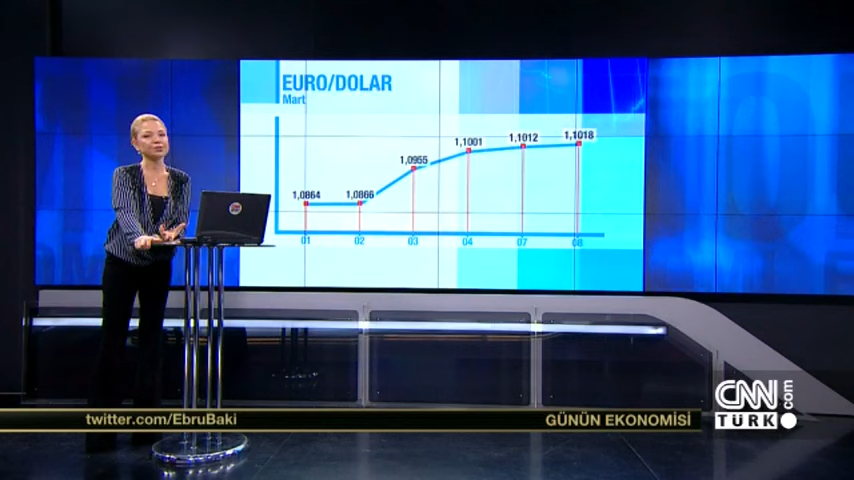 EURO/DOLAR
Mart
1,0864
1,0866
1,0955
1,1001
1,1012
1,1018
01
02
03
04
07
08
twitter.com/EbruBaki
GÜNÜN EKONOMİSİ
CNN
TÜRK
.com